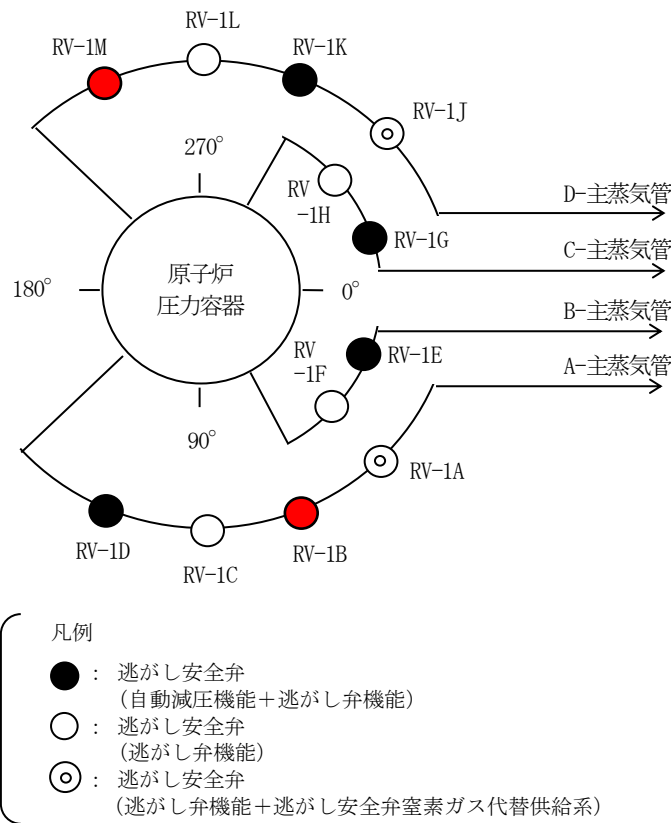 RV-1L
RV-1M
RV-1K
RV-1J
270°
RV
-1H
D-主蒸気管
RV-1G
C-主蒸気管
原子炉
圧力容器
180°
0°
B-主蒸気管
RV
-1F
RV-1E
A-主蒸気管
90°
RV-1A
RV-1D
RV-1C
RV-1B
凡例
： 逃がし安全弁
（自動減圧機能＋逃がし弁機能）
： 逃がし安全弁
（逃がし弁機能）
： 逃がし安全弁
（逃がし弁機能＋逃がし安全弁窒素ガス代替供給系）